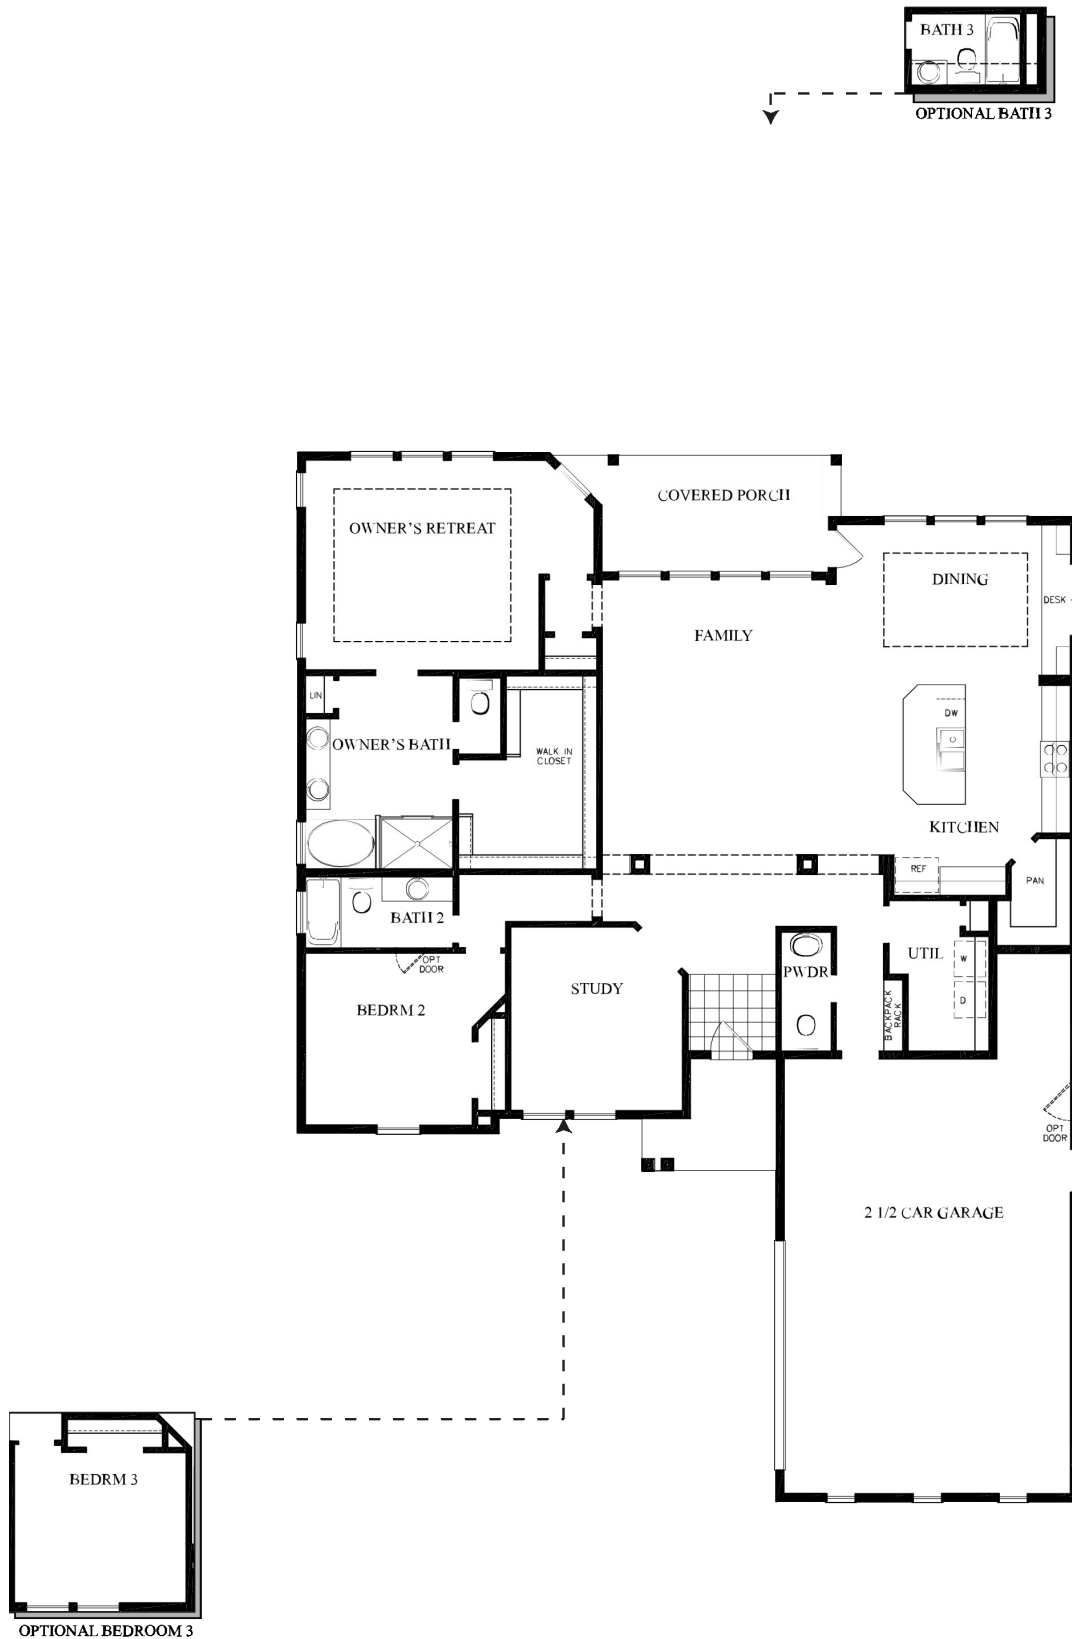 BATH 3
OPTIONAL BATH 3
COVERED PORCH
OWNER'S RETREAT
DINING
DESK
FAMILY
LIN
DW
OWNER'S BATH
WALK IN
CLOSET
KITCHEN
REF
PAN
BATH 2
UTIL
W
OPT
DOOR
PWDR
STUDY
D
BEDRM 2
BACKPACK
RACK
OPT
DOOR
2 1/2 CAR GARAGE
BEDRM 3
OPTIONAL BEDROOM 3